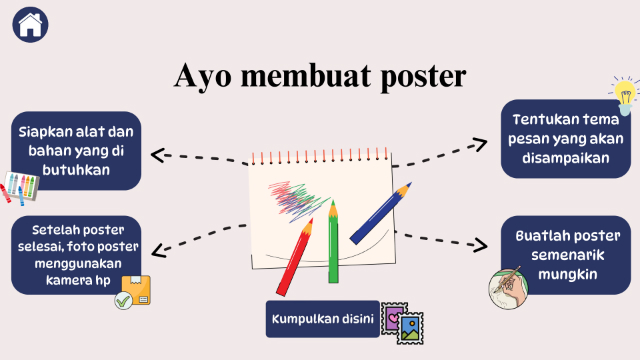 Ayo membuat poster
Siapkan alat dan
bahan yang di
butuhkan
Tentukan tema
pesan yang akan
disampaikan
Setelah poster
selesai, foto poster
menggunakan
kamera hp
Buatlah poster
semenarik
mungkin
Kumpulkan disini